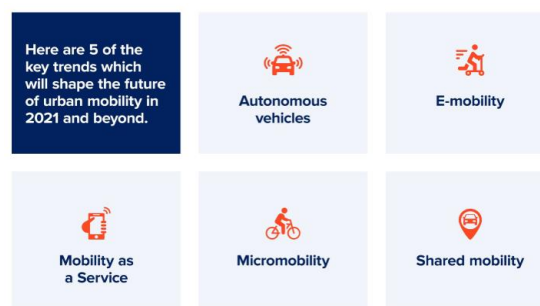 Here are 5 of the
key trends which
will shape the future
of urban mobility in
2021 and beyond.
Autonomous
vehicles
E-mobility
Mobility as
a Service
Micromobility
Shared mobility